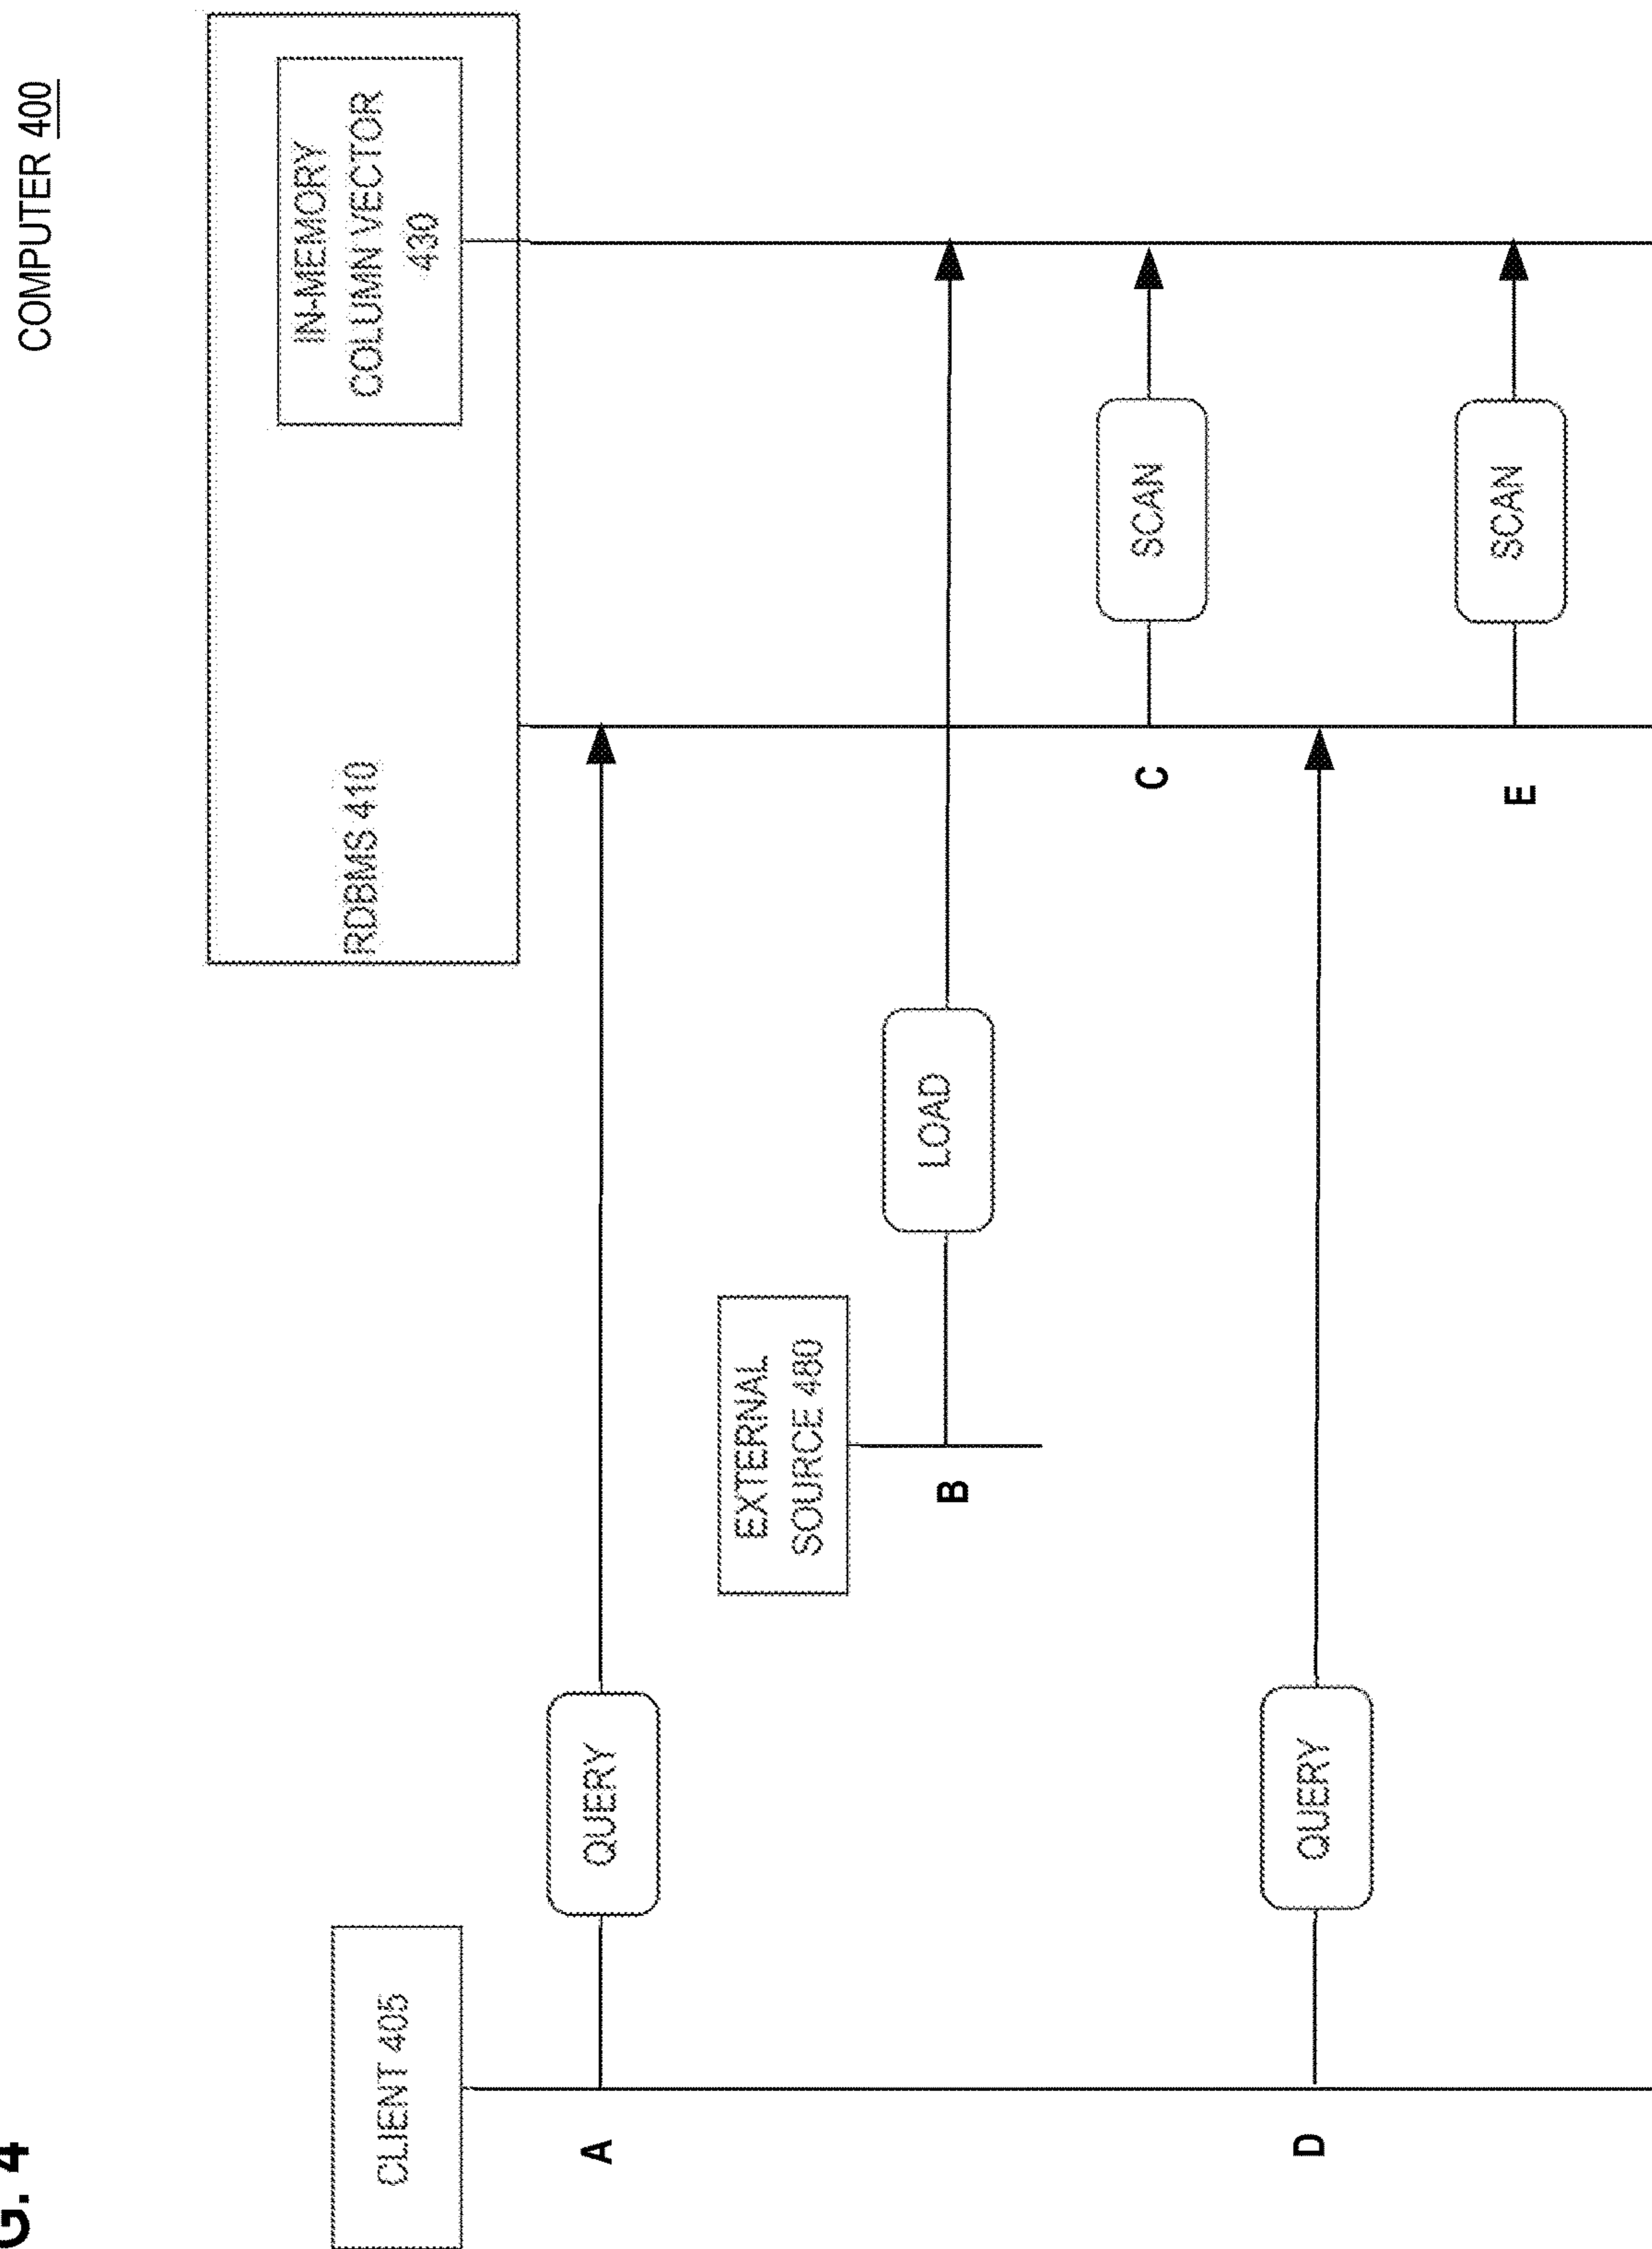 G. 4
COMPUTER 400
CLIENT 405
EXTERNAL
SOURCE 480
RDBMS 410
IN-MEMORY
COLUMN VECTOR
430
A
QUERY
B
LOAD
C
SCAN
D
QUERY
E
SCAN